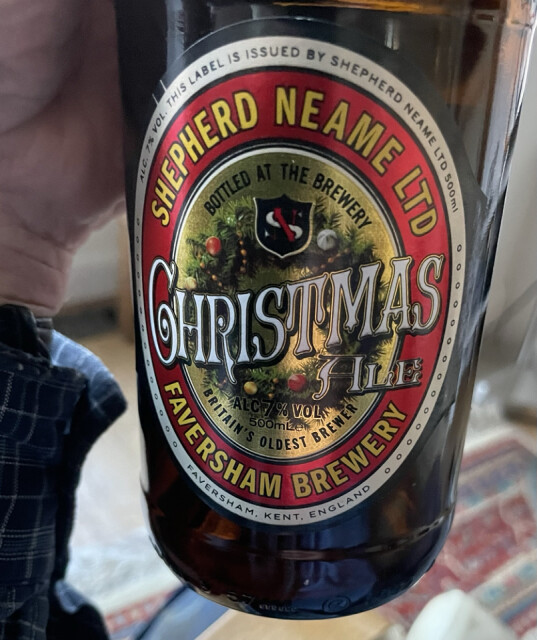 ALC. 7% VOL. THIS LABEL IS ISSUED BY SHEPHERD NEAME LTD 500ml
SHEPHERD NEAME LTD
BOTTLED AT THE BREWERY
SN
CHRISTMAS
ALE
ALC 7% VOL
500mL
BRITAIN'S OLDEST BREWER
FAVERSHAM BREWERY
FAVERSHAM, KENT, ENGLAND